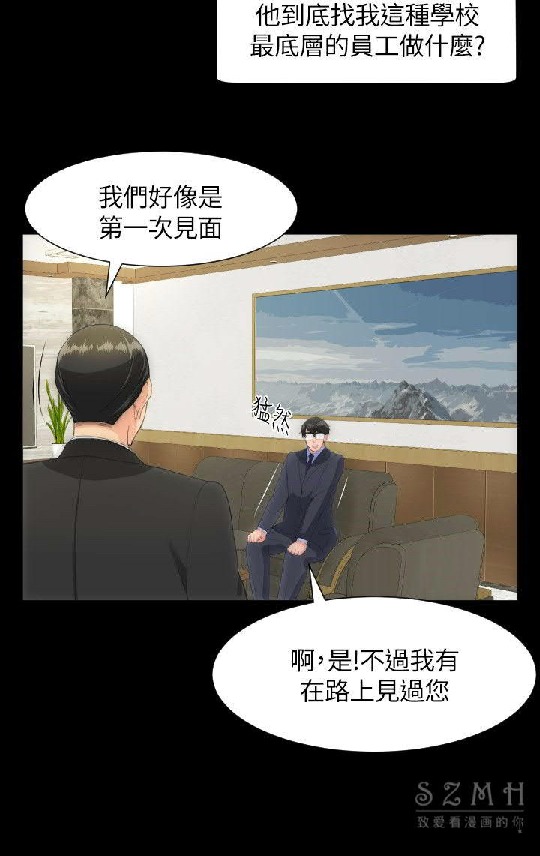 他到底找我這種學校
最底層的員工做什麼?
我們好像是
第一次見面
猛然
啊,是!不過我有
在路上見過您
SZMH
致愛看漫画的你